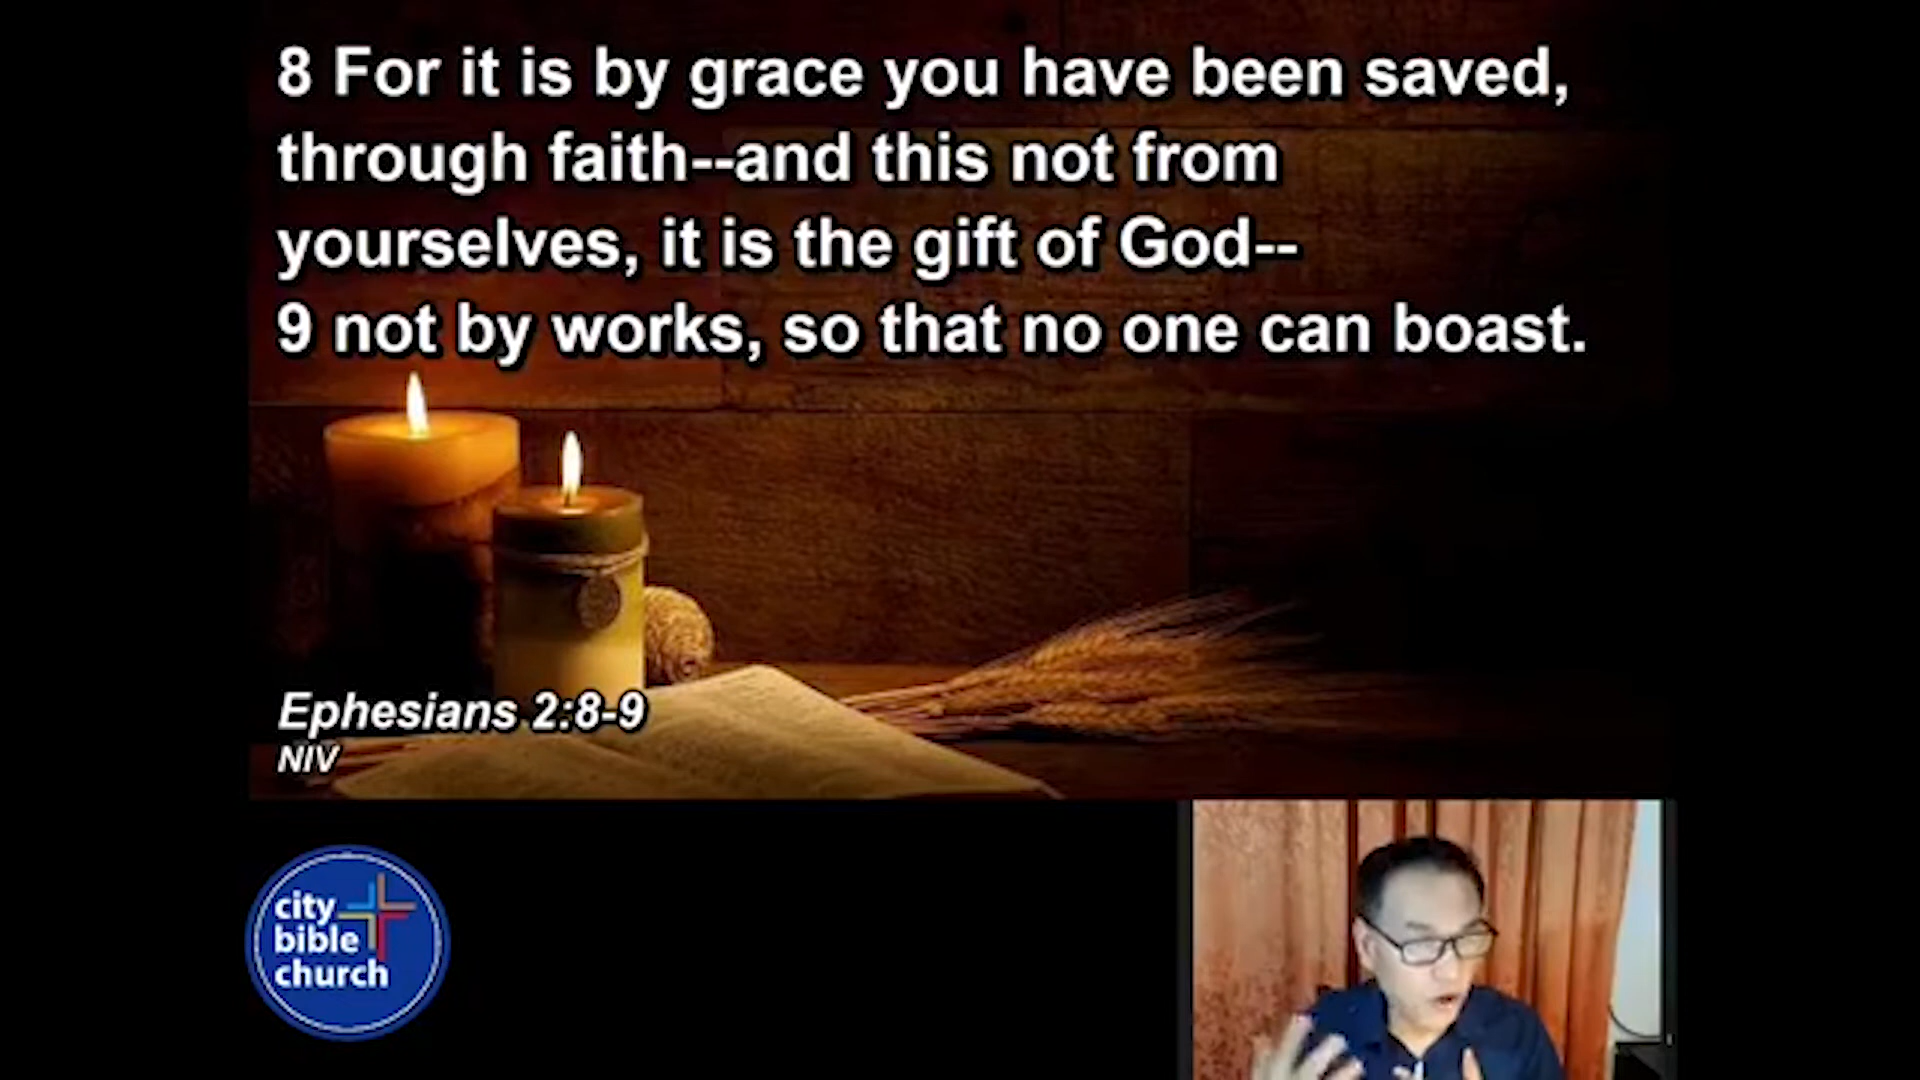 8 For it is by grace you have been saved,
through faith--and this not from
yourselves, it is the gift of God--
9 not by works, so that no one can boast.
Ephesians 2:8-9
NIV
city
bible
church